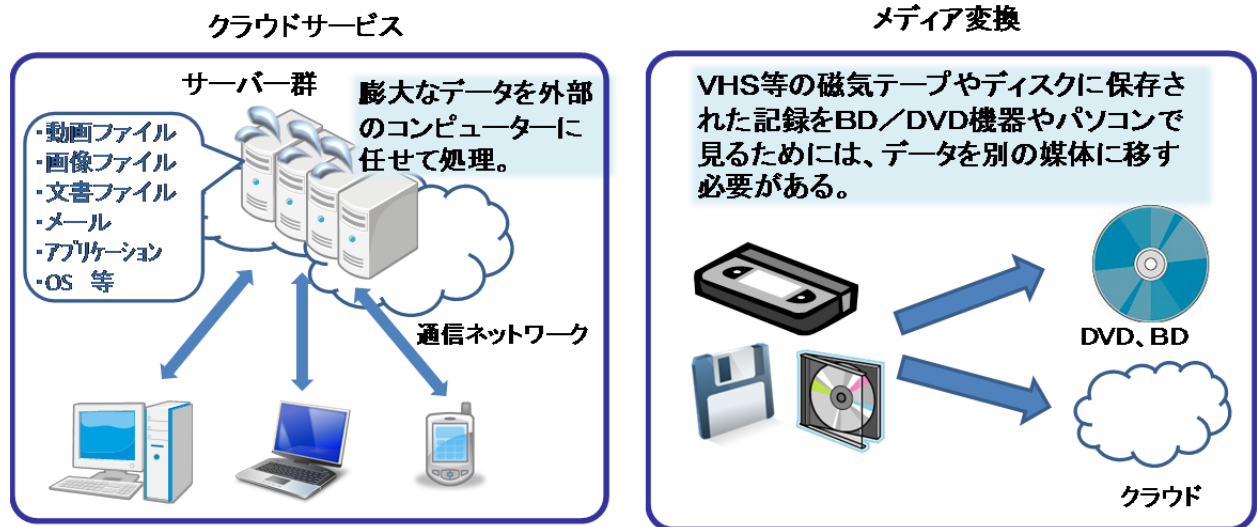 クラウドサービス
サーバー群
膨大なデータを外部
のコンピューターに
任せて処理。
・動画ファイル
・画像ファイル
・文書ファイル
・メール
・アプリケーション
・OS 等
通信ネットワーク
メディア変換
VHS等の磁気テープやディスクに保存さ
れた記録をBD／DVD機器やパソコンで
見るためには、データを別の媒体に移す
必要がある。
DVD、BD
クラウド